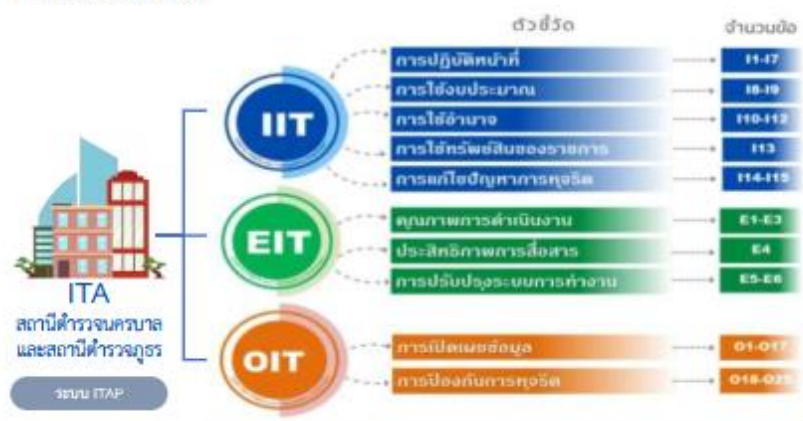 ตัวชี้วัด จำนวนข้อ
การปฏิบัติหน้าที่ I1-I7
การใช้งบประมาณ I8-I9
IIT การใช้อำนาจ I10-I12
การใช้ทรัพย์สินของราชการ I13
การแก้ไขปัญหาการทุจริต I14-I15
คุณภาพการดำเนินงาน E1-E3
EIT ประสิทธิภาพการสื่อสาร E4
การปรับปรุงระบบการทำงาน E5-E6
ITA
สถานีตำรวจนครบาล
และสถานีตำรวจภูธร
ระบบ ITAP
OIT
การเปิดเผยข้อมูล O1-O17
การป้องกันการทุจริต